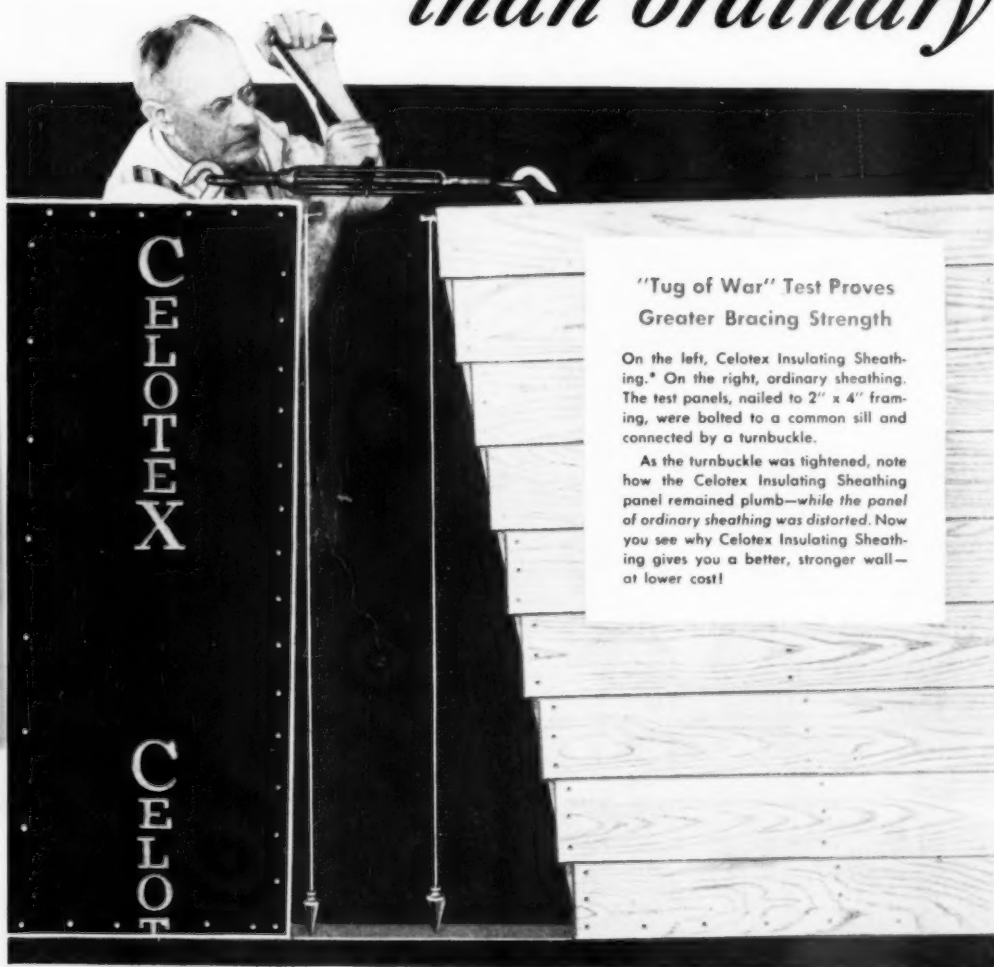 than ordinary
CELOTEX
CELOT
"Tug of War" Test Proves
Greater Bracing Strength
On the left, Celotex Insulating Sheath-
ing.* On the right, ordinary sheathing.
The test panels, nailed to 2" x 4" fram-
ing, were bolted to a common sill and
connected by a turnbuckle.
As the turnbuckle was tightened, note
how the Celotex Insulating Sheathing
panel remained plumb—while the panel
of ordinary sheathing was distorted. Now
you see why Celotex Insulating Sheath-
ing gives you a better, stronger wall—
at lower cost!